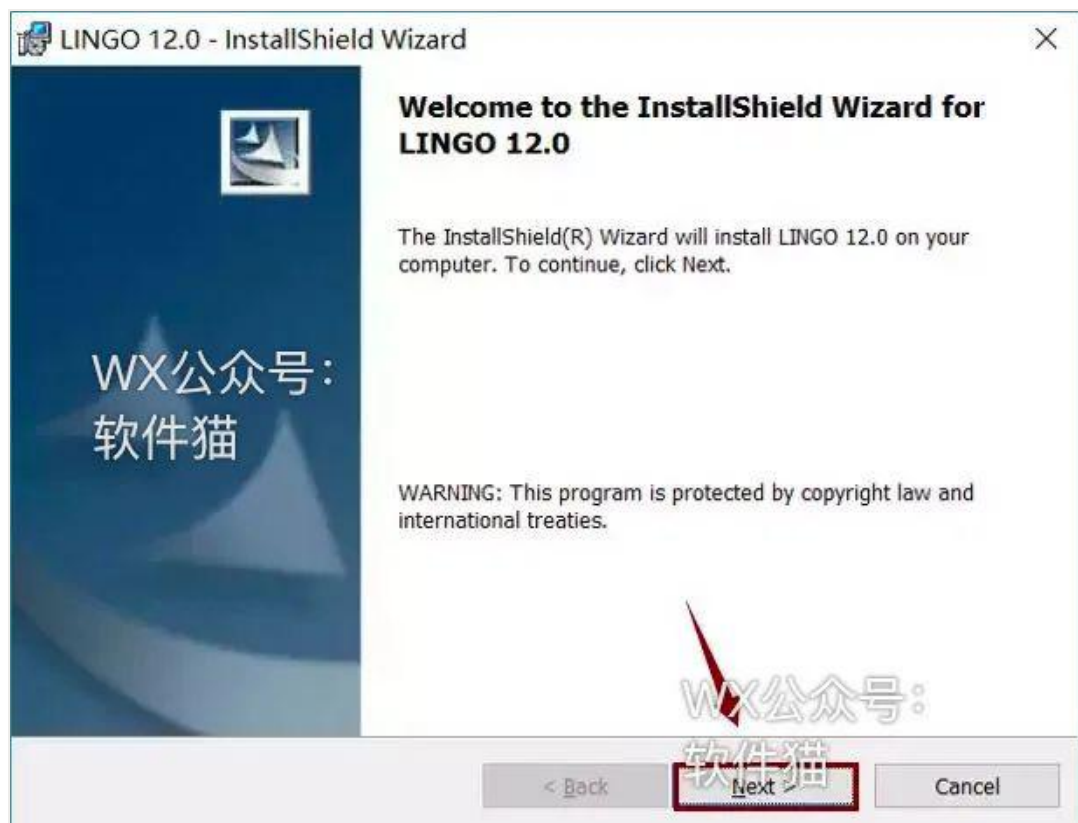 LINGO 12.0 - InstallShield Wizard
Welcome to the InstallShield Wizard for
LINGO 12.0
The InstallShield(R) Wizard will install LINGO 12.0 on your
computer. To continue, click Next.
WX公众号：
软件猫
WARNING: This program is protected by copyright law and
international treaties.
WX公众号：
软件猫
< Back
Next >
Cancel